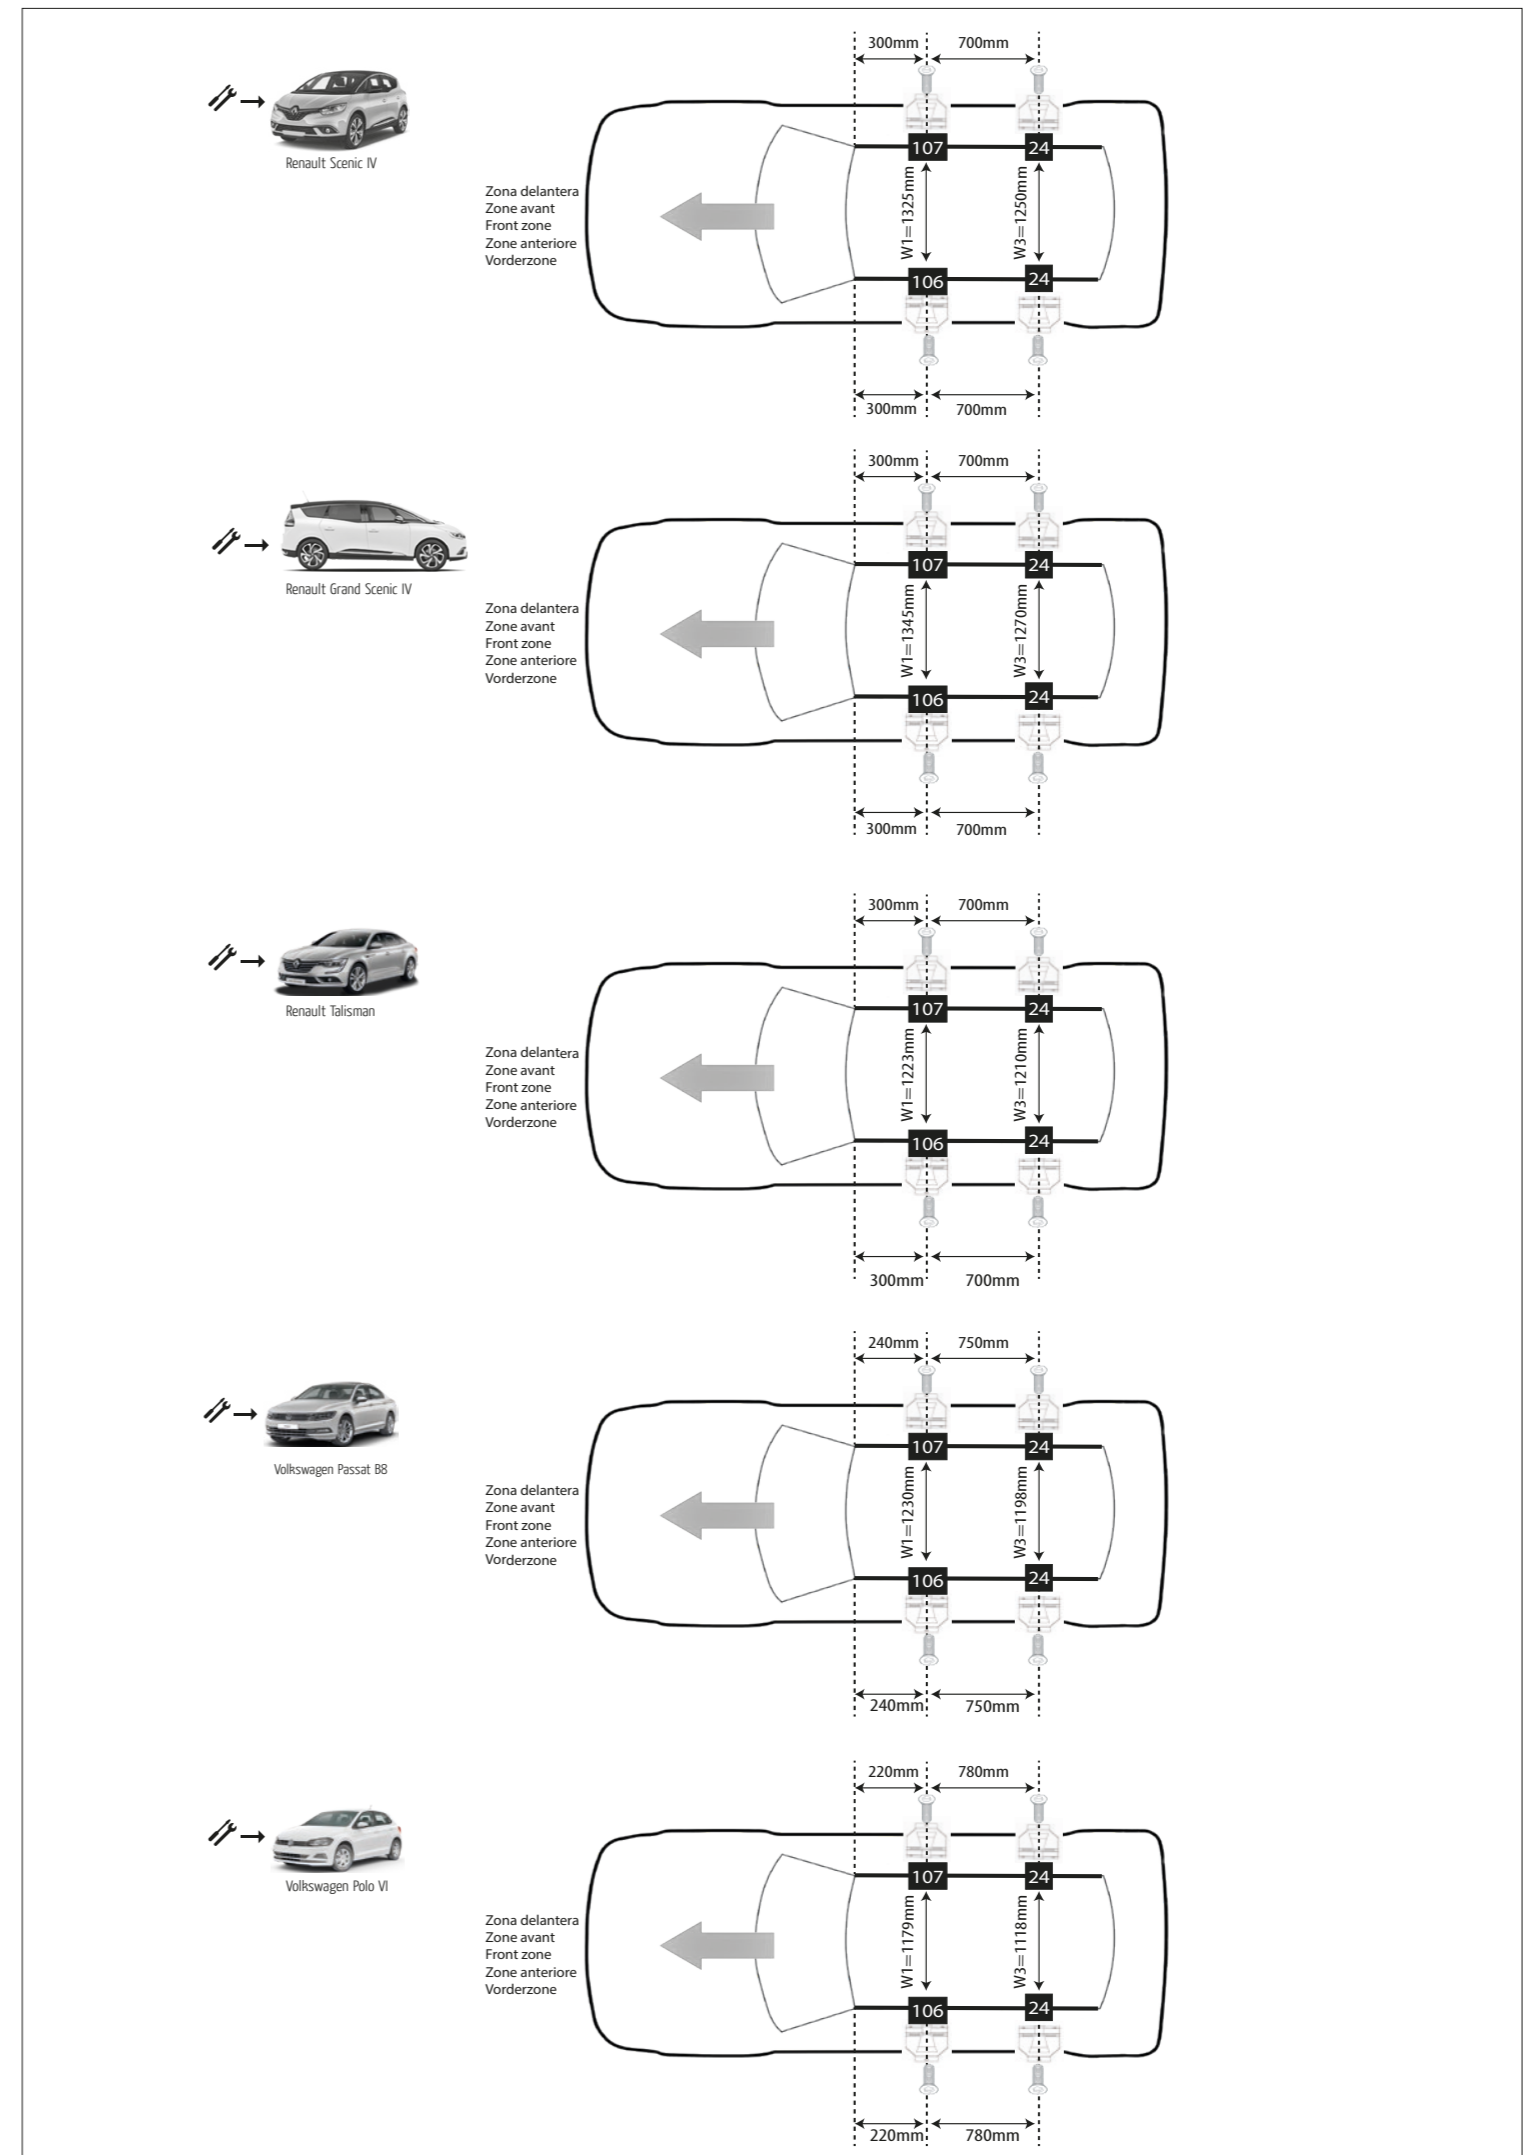 300mm 700mm
Renault Scenic IV
107 24
Zona delantera
Zone avant
Front zone
Zone anteriore
Vorderzone
W1=1325mm W3=1250mm
106 24
300mm 700mm
300mm 700mm
107 24
Renault Grand Scenic IV
Zona delantera
Zone avant
Front zone
Zone anteriore
Vorderzone
W1=1345mm W3=1270mm
106 24
300mm 700mm
300mm 700mm
Renault Talisman
107 24
Zona delantera
Zone avant
Front zone
Zone anteriore
Vorderzone
W1=1223mm W3=1210mm
106 24
300mm 700mm
240mm 750mm
107 24
Volkswagen Passat B8
Zona delantera
Zone avant
Front zone
Zone anteriore
Vorderzone
W1=1230mm W3=1198mm
106 24
240mm 750mm
220mm 780mm
107 24
Volkswagen Polo VI
Zona delantera
Zone avant
Front zone
Zone anteriore
Vorderzone
W1=1179mm W3=1118mm
106 24
220mm 780mm